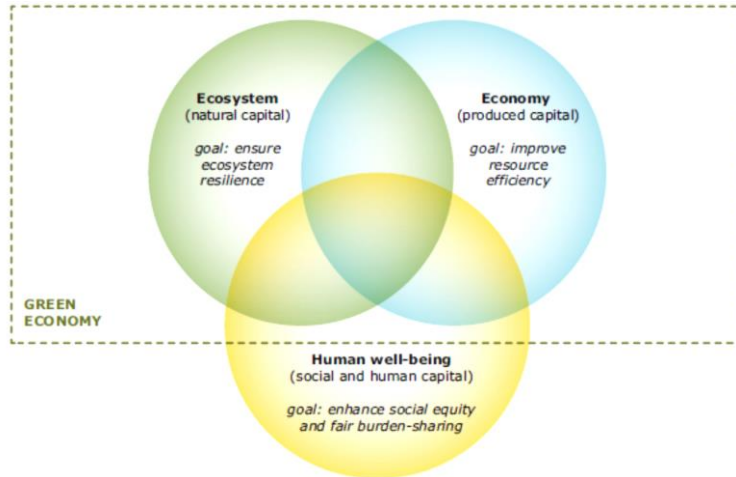 Ecosystem
(natural capital)
goal: ensure
ecosystem
resilience
Economy
(produced capital)
goal: improve
resource
efficiency
GREEN
ECONOMY
Human well-being
(social and human capital)
goal: enhance social equity
and fair burden-sharing